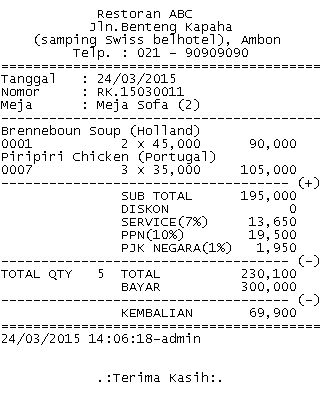 Restoran ABC
Jln.Benteng Kapaha
(samping Swiss belhotel), Ambon
Telp. : 021 - 90909090
========================================
Tanggal : 24/03/2015
Nomor : RK.15030011
Meja : Meja Sofa (2)
----------------------------------------
Brenneboun Soup (Holland)
0001 2 x 45,000 90,000
Piripiri Chicken (Portugal)
0007 3 x 35,000 105,000
------------------------------------ (+)
SUB TOTAL 195,000
DISKON 0
SERVICE(7%) 13,650
PPN(10%) 19,500
PJK NEGARA(1%) 1,950
------------------------------------ (-)
TOTAL QTY 5 TOTAL 230,100
BAYAR 300,000
------------------------------------ (-)
KEMBALIAN 69,900
========================================
24/03/2015 14:06:18-admin
.:Terima Kasih:.